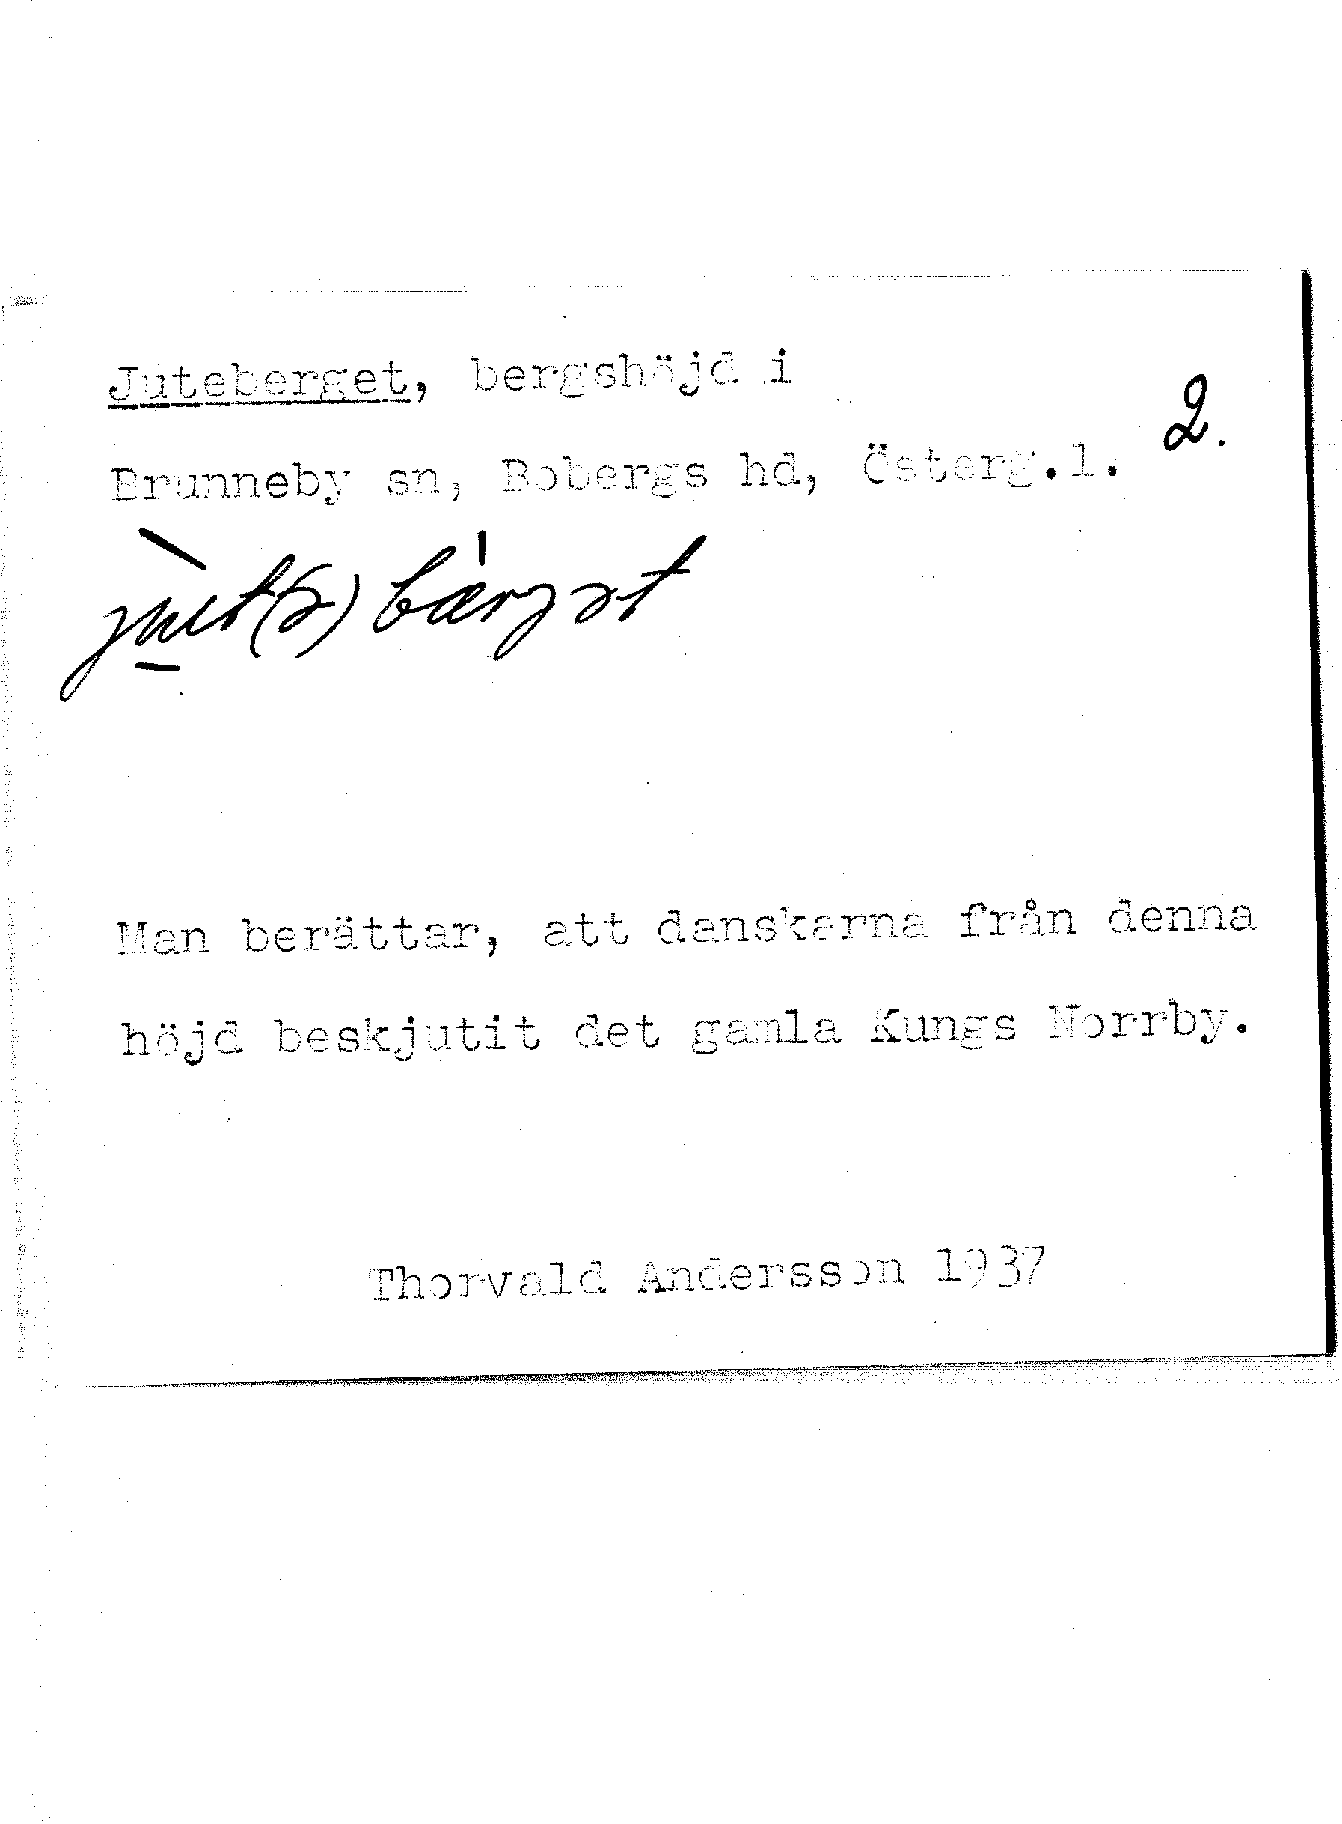 Juteberget, bergshöjd i
2.
Brunneby sn, Bobergs hd, Österg.l.
jut(ə)bärjət
Man berättar, att danskarna från denna
höjd beskjutit det gamla Kungs Norrby.
Thorvald Andersson 1937